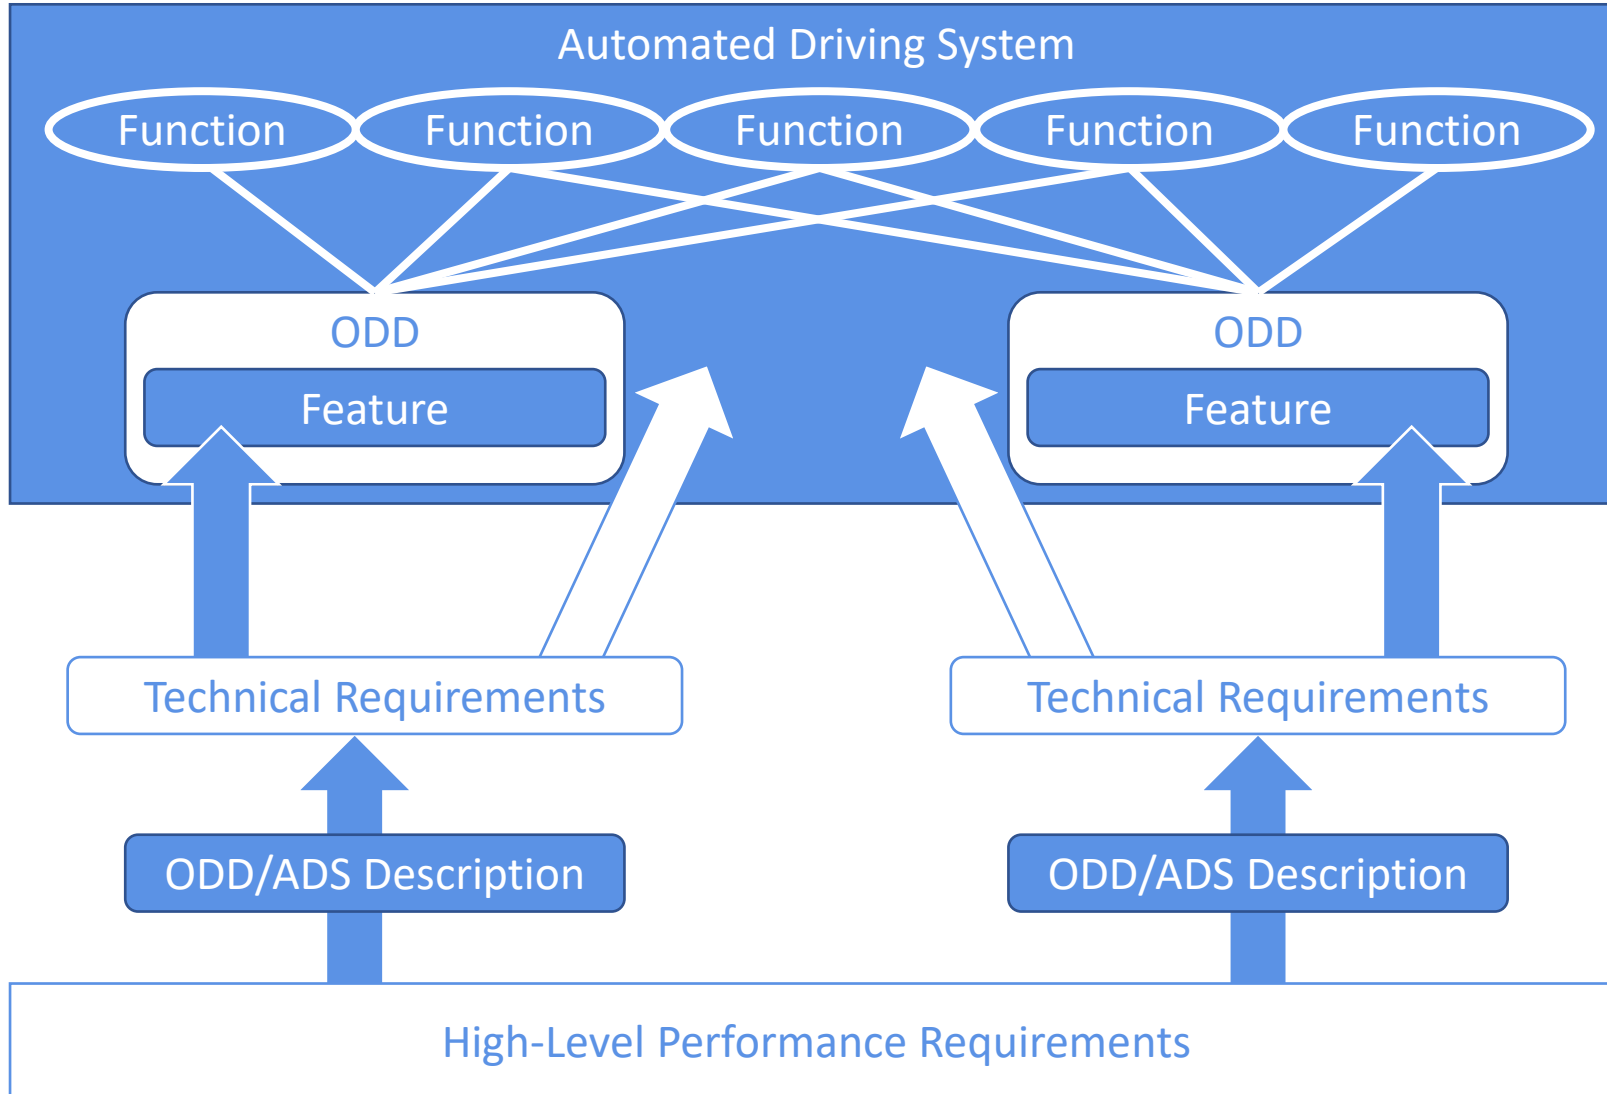 Automated Driving System
Function Function Function Function Function
ODD ODD
Feature Feature
Technical Requirements Technical Requirements
ODD/ADS Description ODD/ADS Description
High-Level Performance Requirements